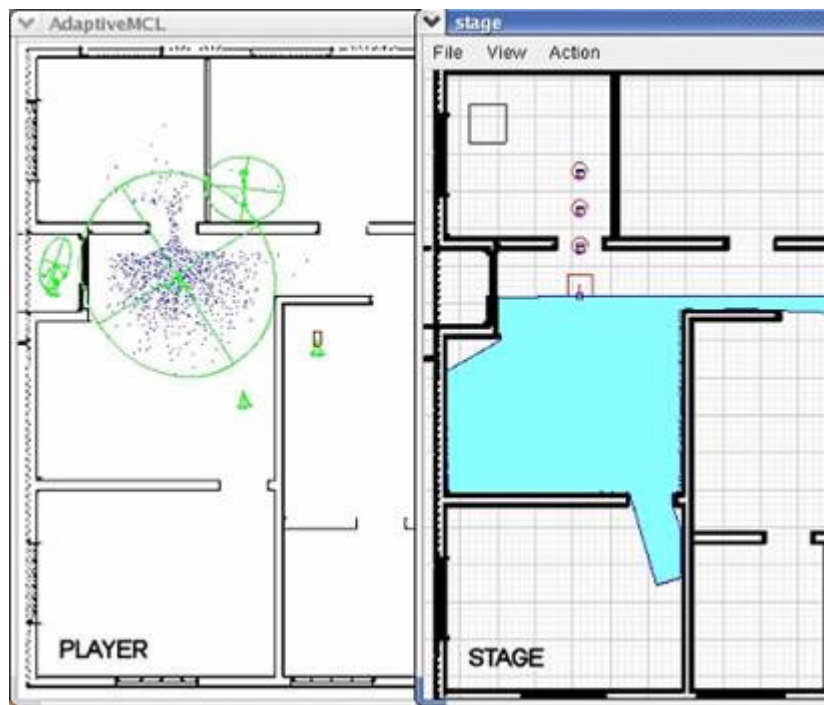 AdaptiveMCL
stage
File View Action
PLAYER
STAGE